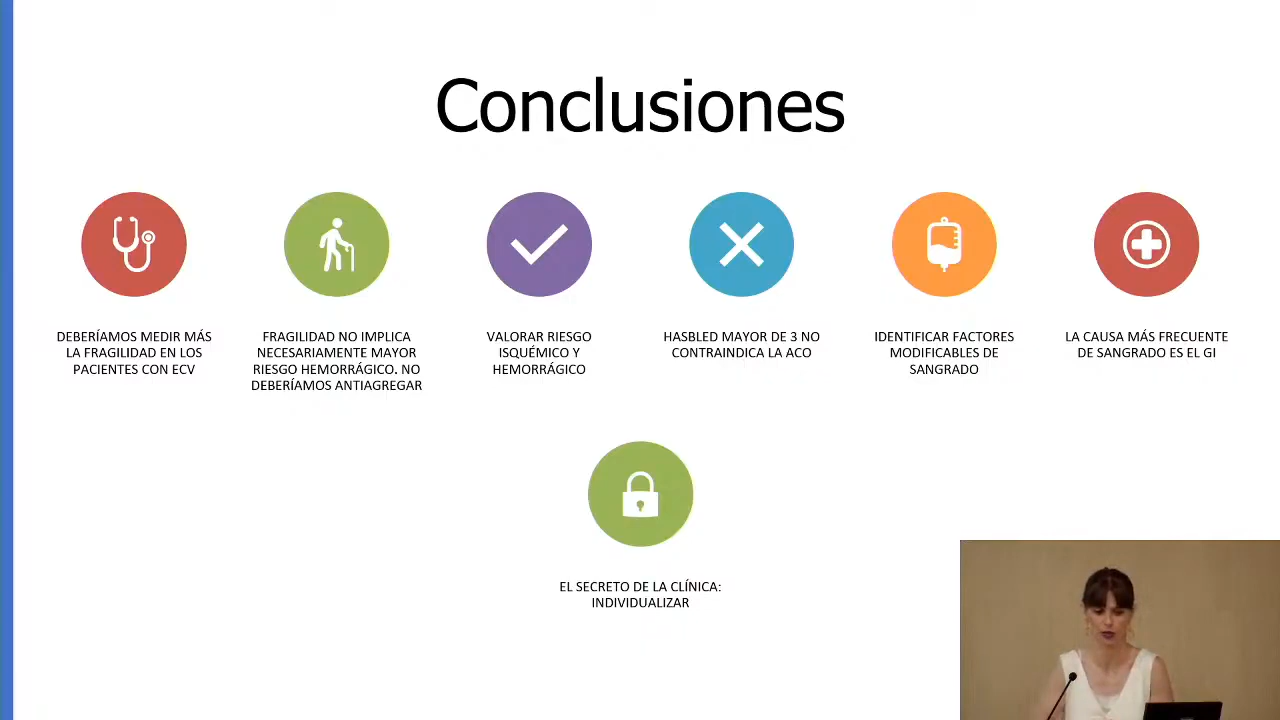 Conclusiones
DEBERÍAMOS MEDIR MÁS
LA FRAGILIDAD EN LOS
PACIENTES CON ECV
FRAGILIDAD NO IMPLICA
NECESARIAMENTE MAYOR
RIESGO HEMORRÁGICO. NO
DEBERÍAMOS ANTIAGREGAR
VALORAR RIESGO
ISQUÉMICO Y
HEMORRÁGICO
HASBLED MAYOR DE 3 NO
CONTRAINDICA LA ACO
IDENTIFICAR FACTORES
MODIFICABLES DE
SANGRADO
LA CAUSA MÁS FRECUENTE
DE SANGRADO ES EL GI
EL SECRETO DE LA CLÍNICA:
INDIVIDUALIZAR